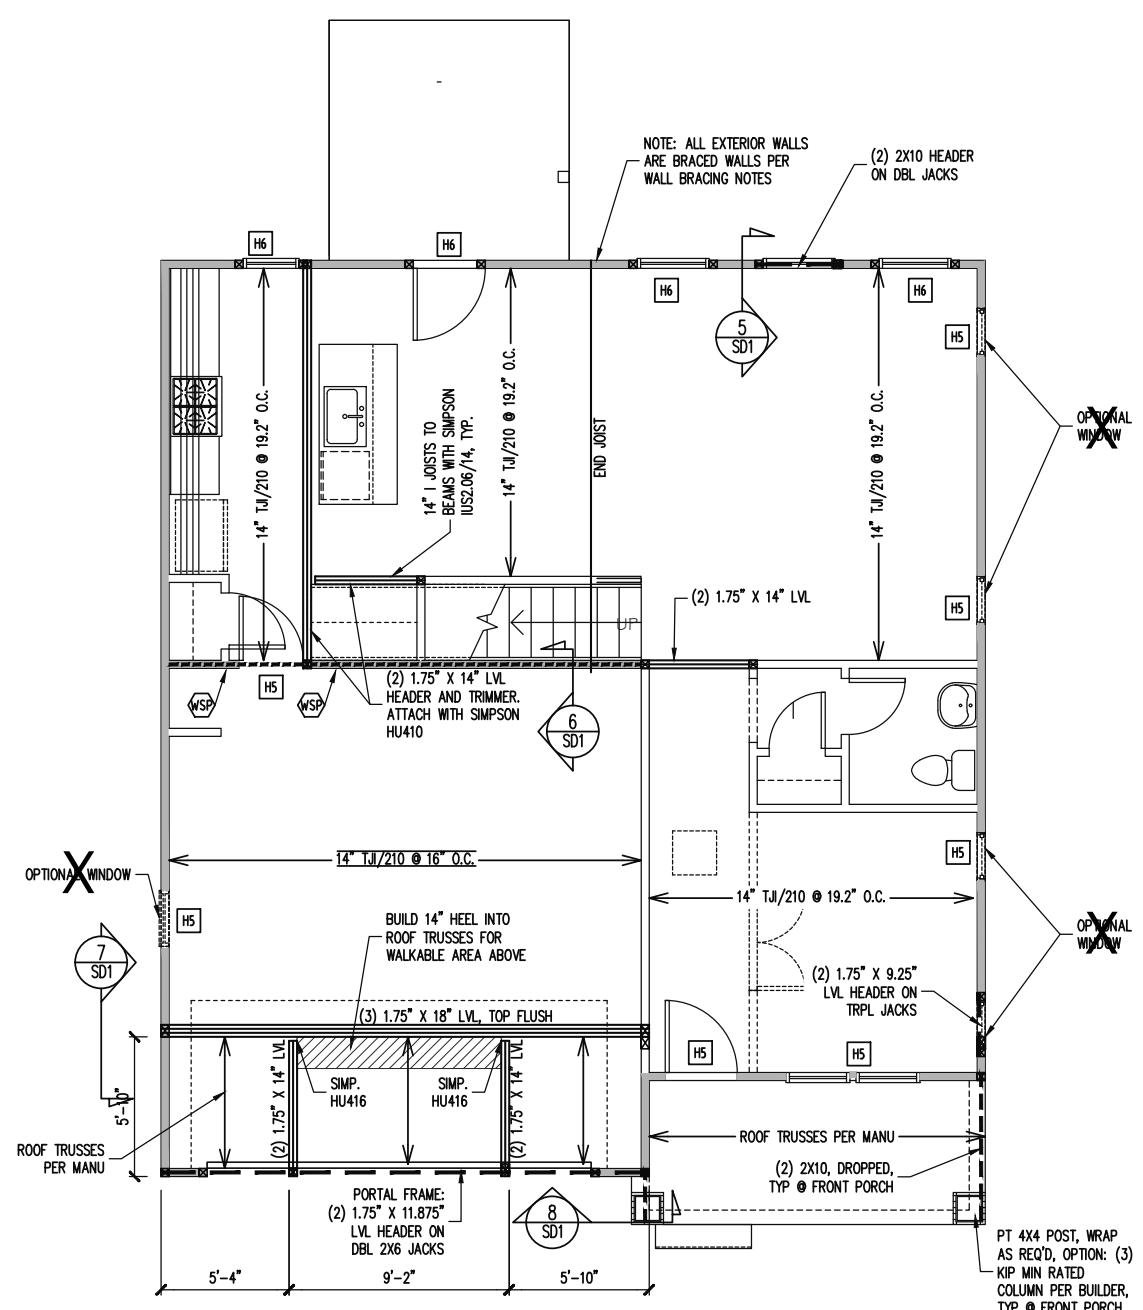 NOTE: ALL EXTERIOR WALLS
ARE BRACED WALLS PER
WALL BRACING NOTES
(2) 2X10 HEADER
ON DBL JACKS
H6
H6
H6
H6
5
SD1
H5
OPTIONAL
WINDOW
X
14" TJI/210 @ 19.2" O.C.
14" I JOISTS TO
BEAMS WITH SIMPSON
IUS2.06/14, TYP.
14" TJI/210 @ 19.2" O.C.
END JOIST
14" TJI/210 @ 19.2" O.C.
H5
(2) 1.75" X 14" LVL
UP
WSP
H5
WSP
(2) 1.75" X 14" LVL
HEADER AND TRIMMER.
ATTACH WITH SIMPSON
HU410
6
SD1
14" TJI/210 @ 16" O.C.
H5
OPTIONAL WINDOW
X
H5
14" TJI/210 @ 19.2" O.C.
BUILD 14" HEEL INTO
ROOF TRUSSES FOR
WALKABLE AREA ABOVE
OPTIONAL
WINDOW
X
7
SD1
(2) 1.75" X 9.25"
LVL HEADER ON
TRPL JACKS
(3) 1.75" X 18" LVL, TOP FLUSH
H5
H5
SIMP.
HU416
SIMP.
HU416
(2) 1.75" X 14" LVL
(2) 1.75" X 14" LVL
5'-10"
ROOF TRUSSES
PER MANU
ROOF TRUSSES PER MANU
(2) 2X10, DROPPED,
TYP @ FRONT PORCH
PORTAL FRAME:
(2) 1.75" X 11.875"
LVL HEADER ON
DBL 2X6 JACKS
8
SD1
PT 4X4 POST, WRAP
AS REQ'D, OPTION: (3)
KIP MIN RATED
COLUMN PER BUILDER,
TYP @ FRONT PORCH
5'-4"
9'-2"
5'-10"